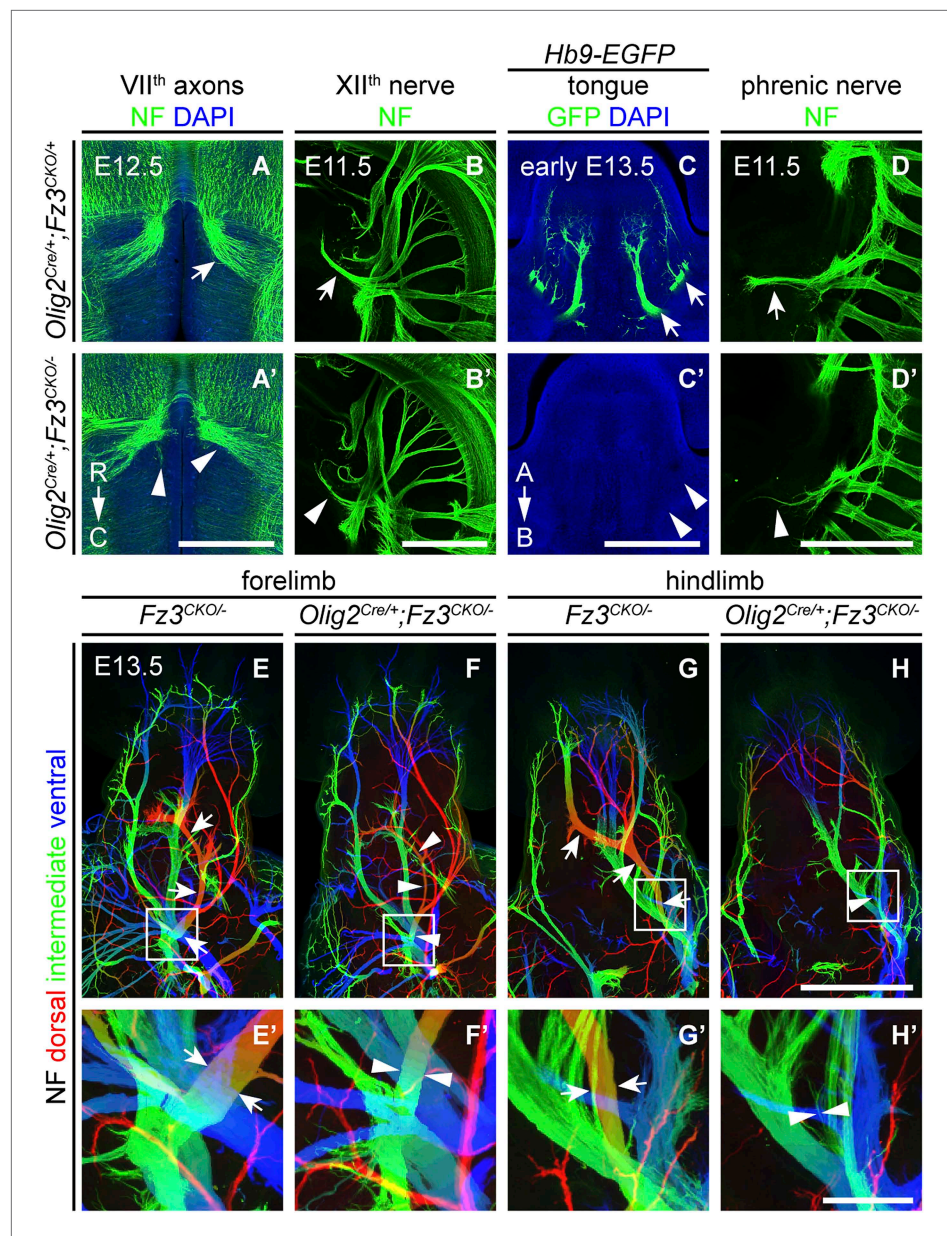 Hb9-EGFP
VIIth axons XIIth nerve tongue phrenic nerve
NF DAPI NF GFP DAPI NF
Olig2Cre/+;Fz3CKO/+
E12.5 A E11.5 B early E13.5 C E11.5 D
Olig2Cre/+;Fz3CKO/-
A' B' C' D'
R A
C B
forelimb hindlimb
Fz3CKO/- Olig2Cre/+;Fz3CKO/- Fz3CKO/- Olig2Cre/+;Fz3CKO/-
NF dorsal intermediate ventral
E13.5 E F G H
E' F' G' H'